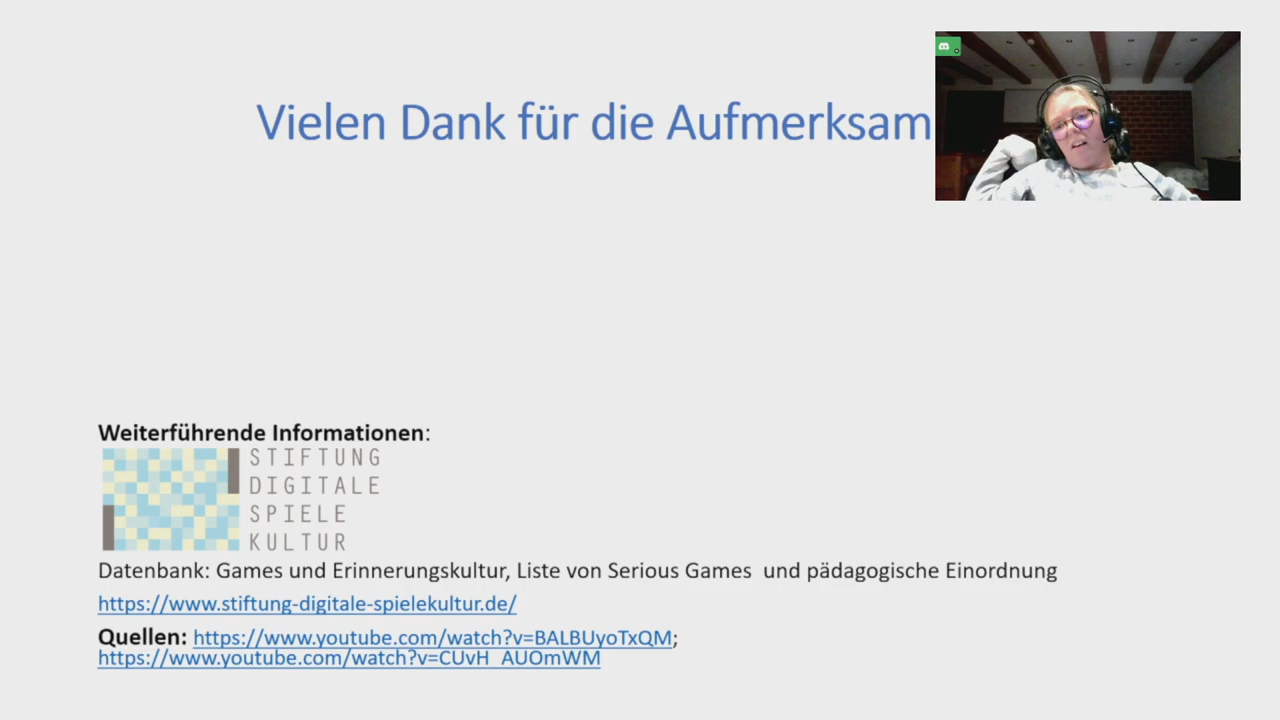 Vielen Dank für die Aufmerksam
Weiterführende Informationen:
STIFTUNG
DIGITALE
SPIELE
KULTUR
Datenbank: Games und Erinnerungskultur, Liste von Serious Games und pädagogische Einordnung
https://www.stiftung-digitale-spielekultur.de/
Quellen: https://www.youtube.com/watch?v=BALBUyoTxQM;
https://www.youtube.com/watch?v=CUvH_AUOmWM